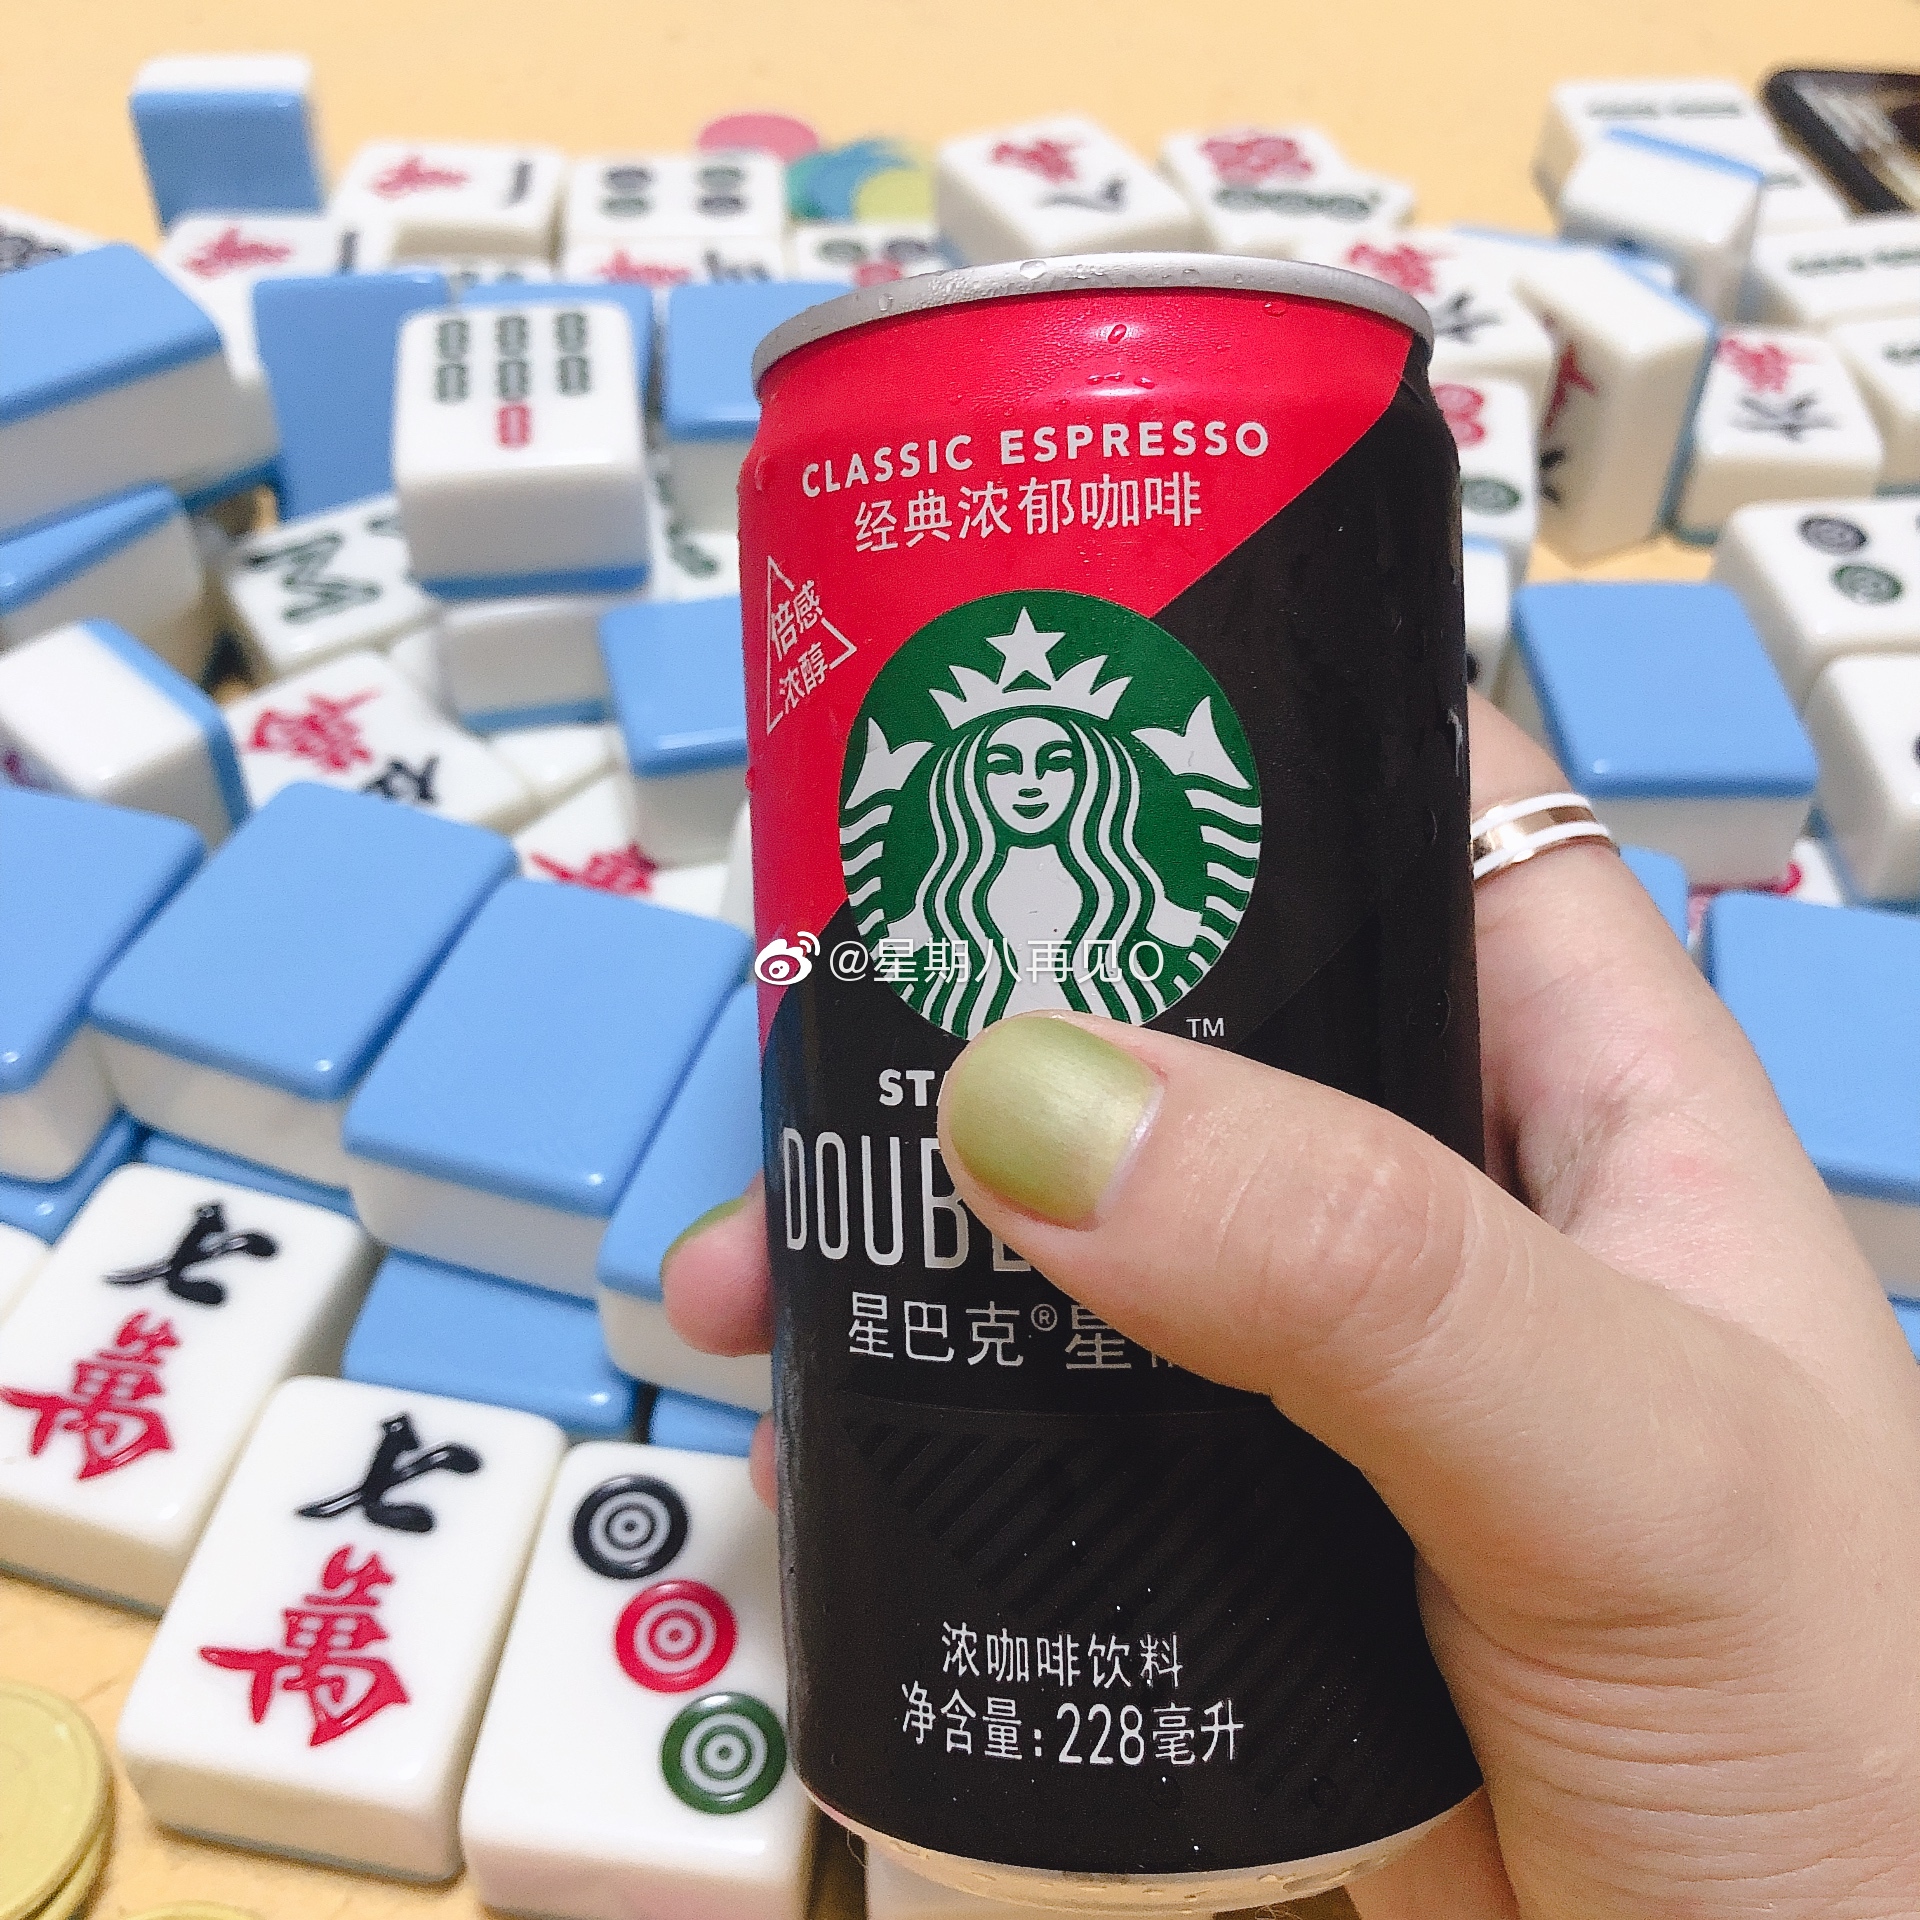 CLASSIC ESPRESSO
经典浓郁咖啡
倍感
浓醇
@星期八再见O
TM
DOUB
星巴克®星
浓咖啡饮料
净含量:228毫升
七
萬
七
萬